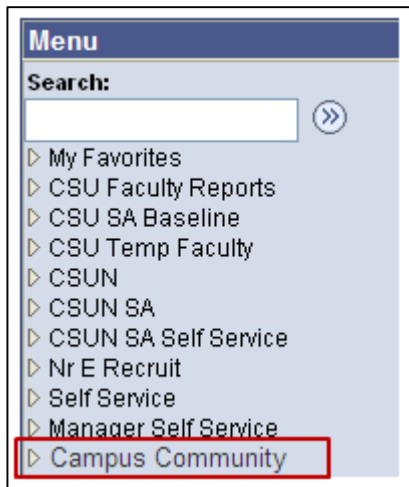 Menu
Search:
My Favorites
CSU Faculty Reports
CSU SA Baseline
CSU Temp Faculty
CSUN
CSUN SA
CSUN SA Self Service
Nr E Recruit
Self Service
Manager Self Service
Campus Community